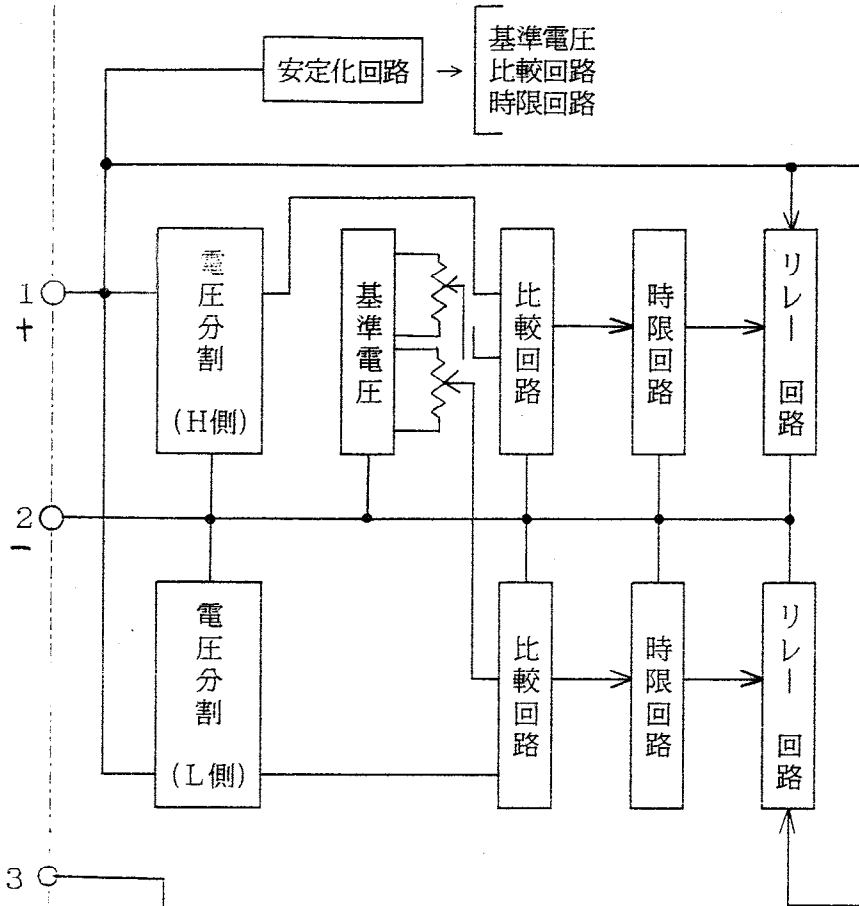 安定化回路
→
基準電圧
比較回路
時限回路
1
+
電圧分割
(H側)
基準電圧
比較回路
時限回路
リレー 回路
2
−
電圧分割
(L側)
比較回路
時限回路
リレー 回路
3